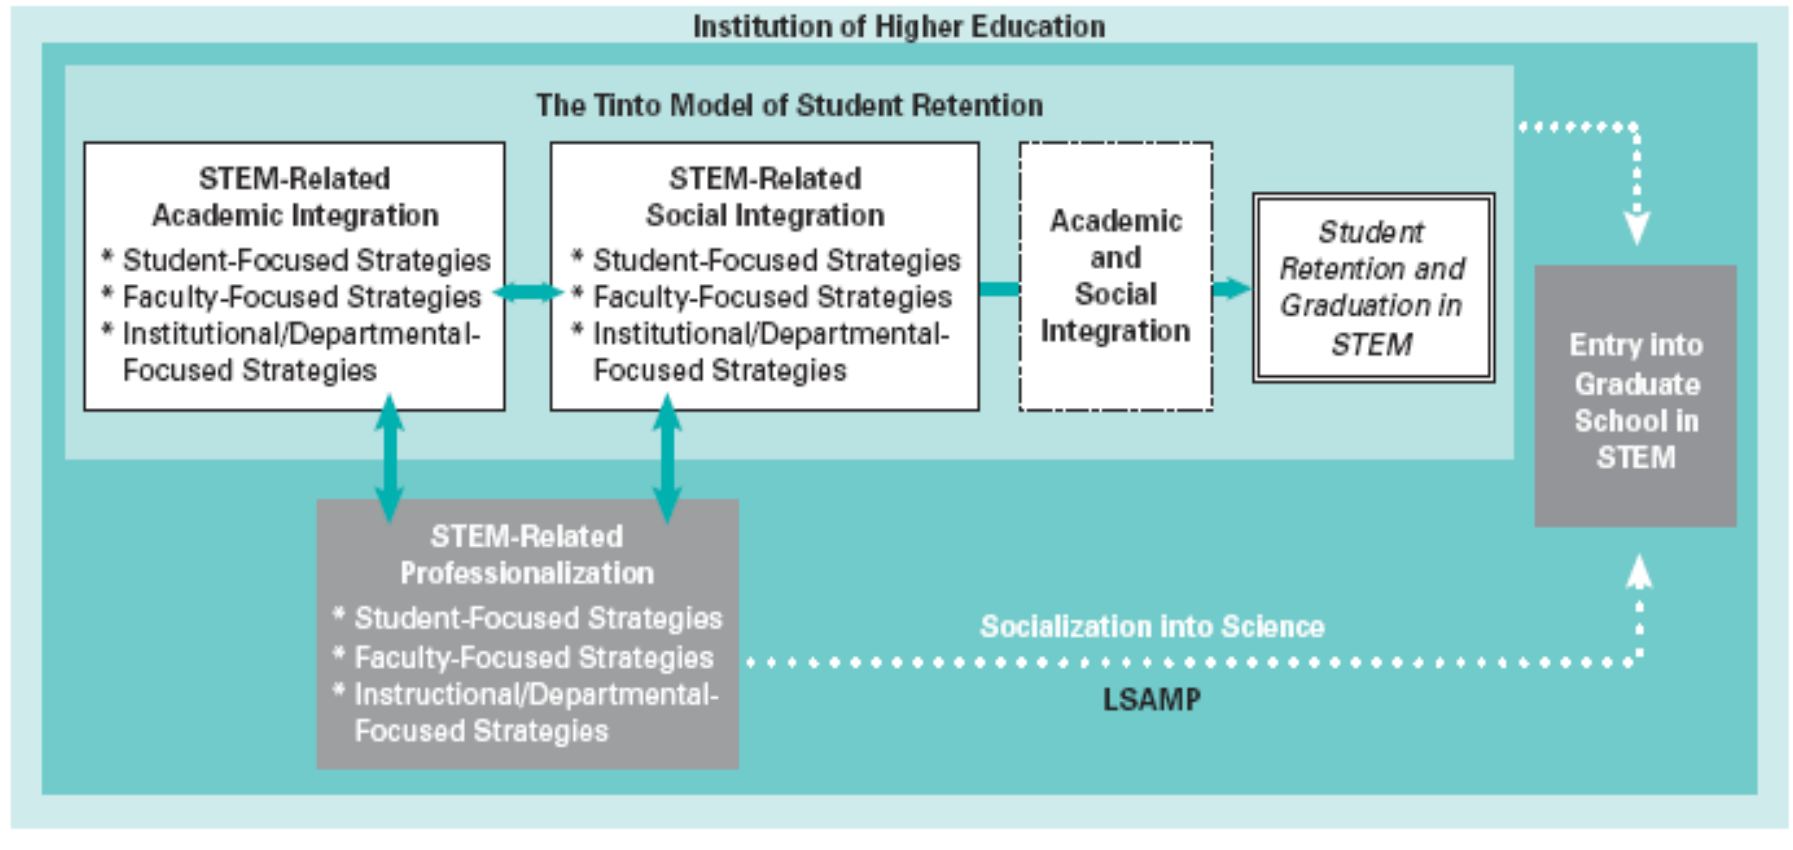 Institution of Higher Education
The Tinto Model of Student Retention
STEM-Related
Academic Integration
* Student-Focused Strategies
* Faculty-Focused Strategies
* Institutional/Departmental-
Focused Strategies
STEM-Related
Social Integration
* Student-Focused Strategies
* Faculty-Focused Strategies
* Institutional/Departmental-
Focused Strategies
Academic
and
Social
Integration
Student
Retention and
Graduation in
STEM
Entry into
Graduate
School in
STEM
STEM-Related
Professionalization
* Student-Focused Strategies
* Faculty-Focused Strategies
* Instructional/Departmental-
Focused Strategies
Socialization into Science
LSAMP